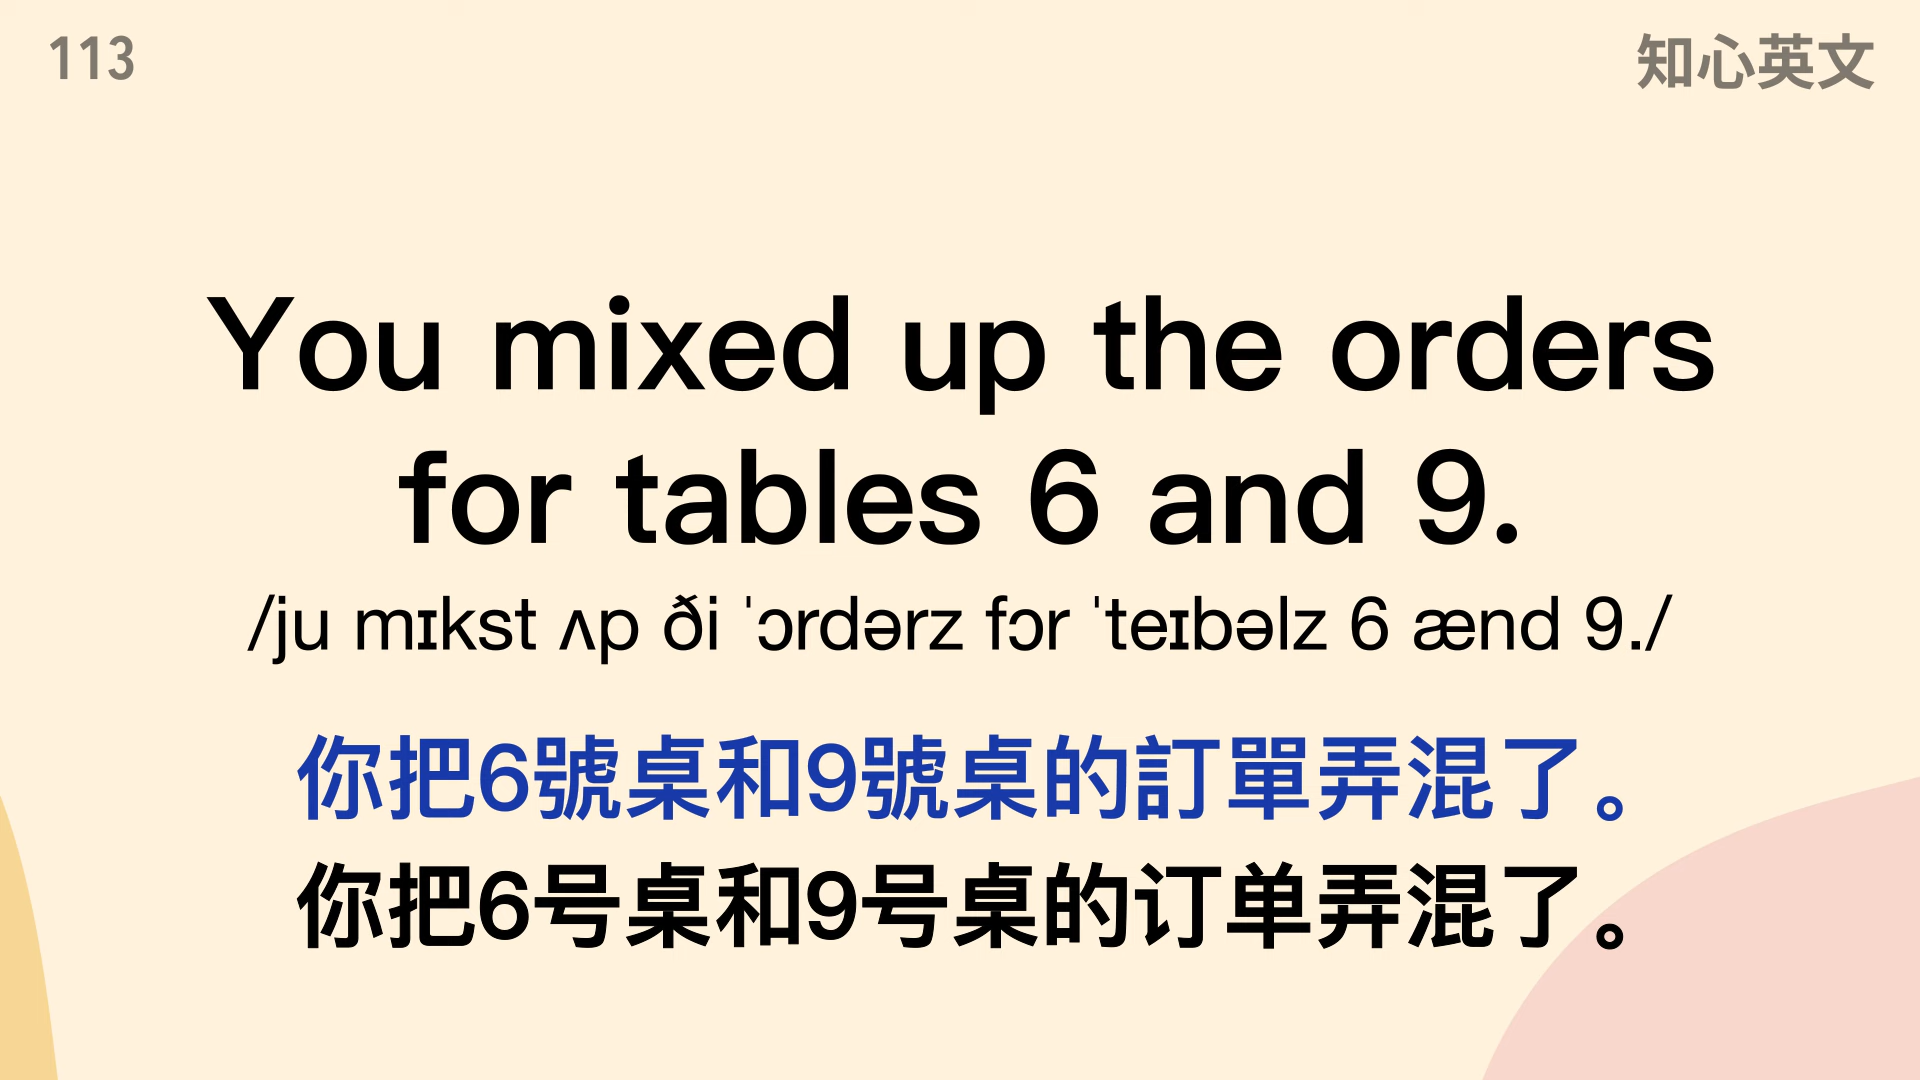 113
知心英文
You mixed up the orders
for tables 6 and 9.
/ju mɪkst ʌp ði ˈɔrdərz fɔr ˈteɪbəlz 6 ænd 9./
你把6號桌和9號桌的訂單弄混了。
你把6号桌和9号桌的订单弄混了。